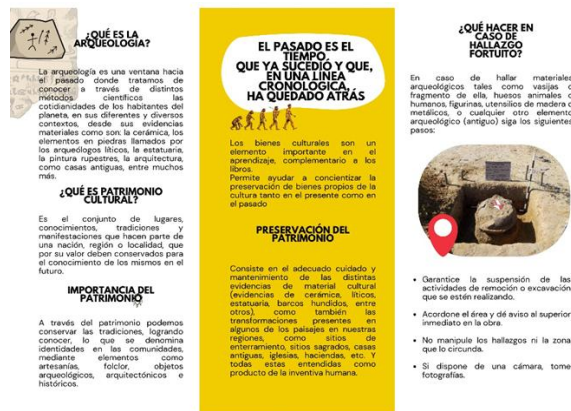 ¿QUÉ ES LA
ARQUEOLOGÍA?
La arqueología es una ventana hacia
el pasado donde tratamos de
conocer a través de distintos
métodos científicos las
cotidianidades de los habitantes del
planeta, en sus diferentes y diversos
contextos, desde sus evidencias
materiales como son: la cerámica, los
elementos en piedras llamados por
los arqueólogos líticos, la estatuaria,
la pintura rupestres, la arquitectura,
como casas antiguas, entre muchos
más.
¿QUÉ ES PATRIMONIO
CULTURAL?
Es el conjunto de lugares,
conocimientos, tradiciones y
manifestaciones que hacen parte de
una nación, región o localidad, que
por su valor deben conservados para
el conocimiento de los mismos en el
futuro.
IMPORTANCIA DEL
PATRIMONIO
A través del patrimonio podemos
conservar las tradiciones, logrando
conocer, lo que se denomina
identidades en las comunidades,
mediante elementos como
artesanías, folclor, objetos
arqueológicos, arquitectónicos e
históricos.
EL PASADO ES EL
TIEMPO,
QUE YA SUCEDIÓ Y QUE,
EN UNA LÍNEA
CRONOLÓGICA,
HA QUEDADO ATRÁS
Los bienes culturales son un
elemento importante en el
aprendizaje, complementario a los
libros.
Permite ayudar a concientizar la
preservación de bienes propios de la
cultura tanto en el presente como en
el pasado
PRESERVACIÓN DEL
PATRIMONIO
Consiste en el adecuado cuidado y
mantenimiento de las distintas
evidencias de material cultural
(evidencias de cerámica, líticos,
estatuaria, barcos hundidos, entre
otros), como también las
transformaciones presentes en
algunos de los paisajes en nuestras
regiones, como sitios de
enterramiento, sitios sagrados, casas
antiguas, iglesias, haciendas, etc. Y
todas estas entendidas como
producto de la inventiva humana.
¿QUÉ HACER EN
CASO DE
HALLAZGO
FORTUITO?
En caso de hallar materiales
arqueológicos tales como vasijas o
fragmento de ella, huesos animales o
humanos, figurinas, utensilios de madera o
metálicos, o cualquier otro elemento
arqueológico (antiguo) siga los siguientes
pasos:
• Garantice la suspensión de las
actividades de remoción o excavación
que se estén realizando.
• Acordone el área y dé aviso al superior
inmediato en la obra.
• No manipule los hallazgos ni la zona
que lo circunda.
• Si dispone de una cámara, tome
fotografías.